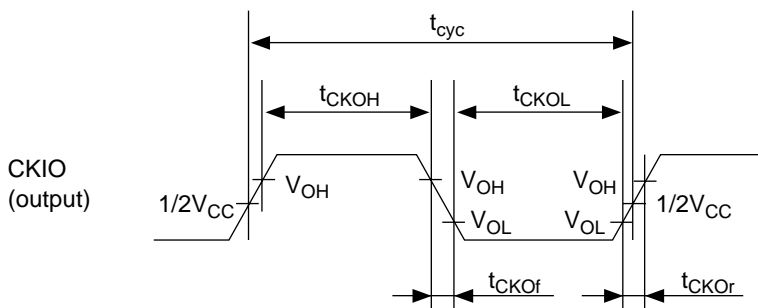 tcyc
tCKOH tCKOL
CKIO
(output)
VOH VOH VOH
1/2VCC 1/2VCC
VOL VOL
tCKOf tCKOr